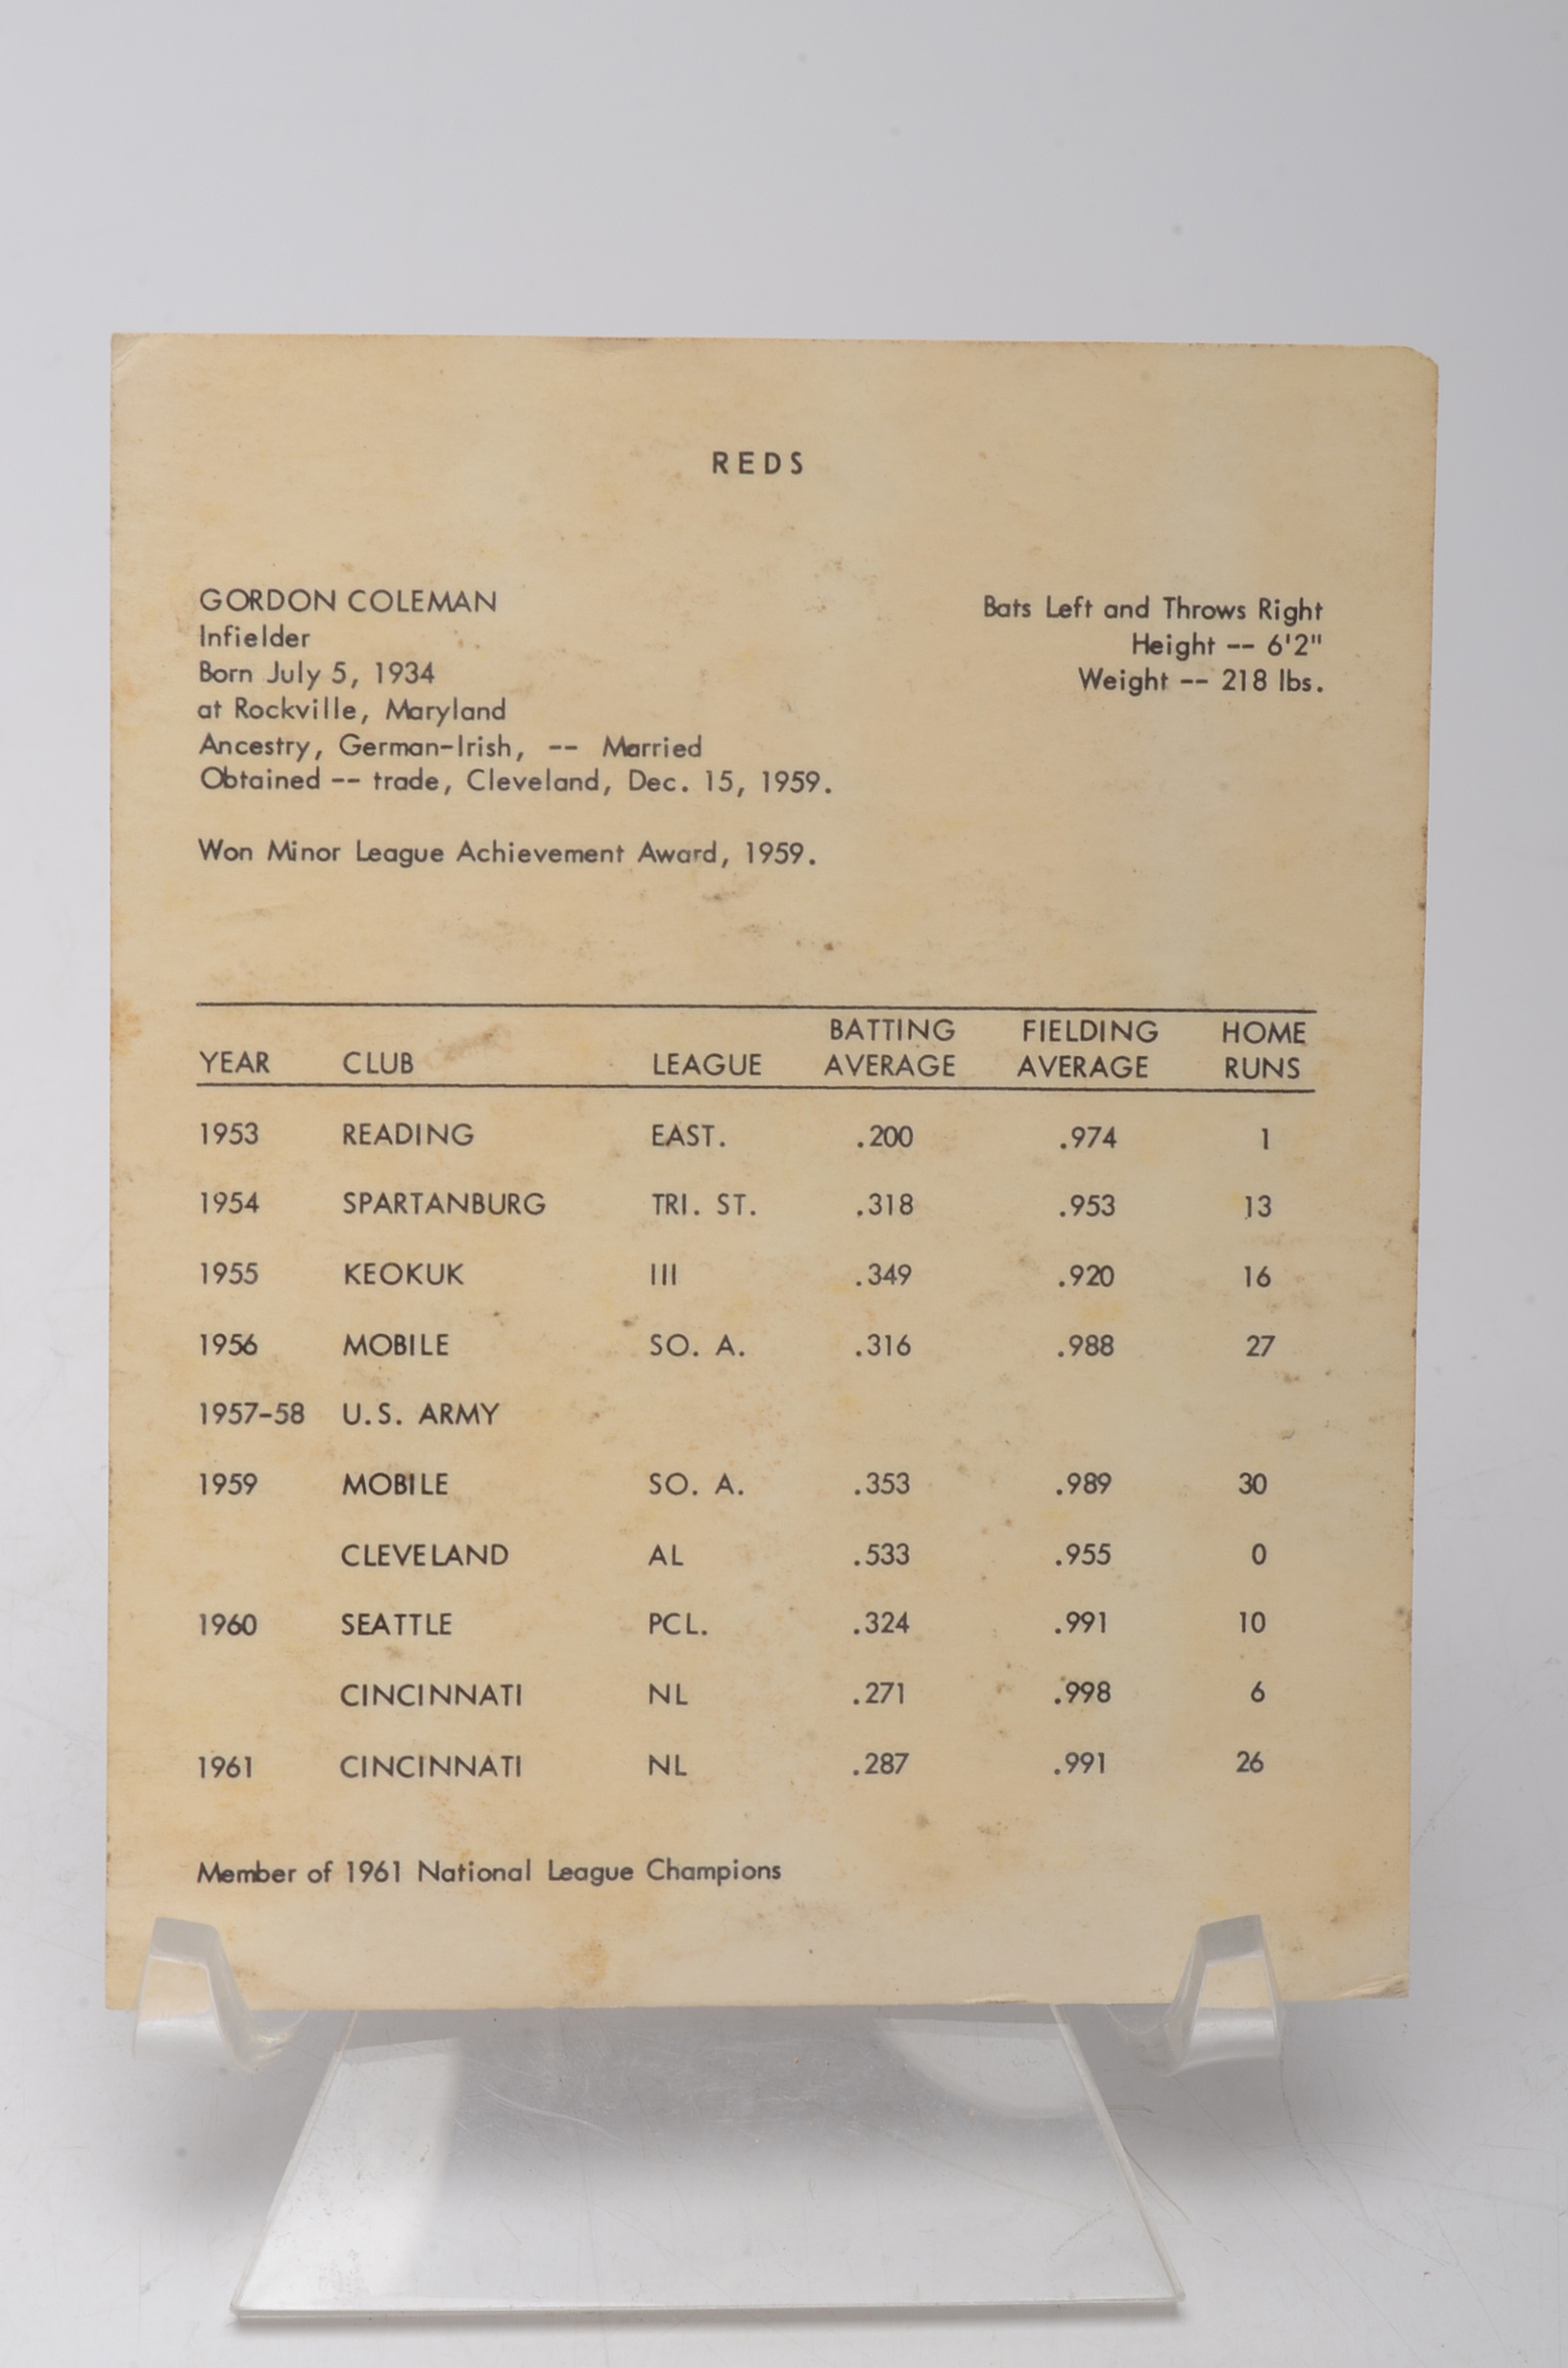 REDS
GORDON COLEMAN
Infielder
Born July 5, 1934
at Rockville, Maryland
Ancestry, German-Irish, -- Married
Obtained -- trade, Cleveland, Dec. 15, 1959.
Won Minor League Achievement Award, 1959.
Bats Left and Throws Right
Height -- 6'2"
Weight -- 218 lbs.
YEAR CLUB LEAGUE BATTING AVERAGE FIELDING AVERAGE HOME RUNS
1953 READING EAST. .200 .974 1
1954 SPARTANBURG TRI. ST. .318 .953 13
1955 KEOKUK III .349 .920 16
1956 MOBILE SO. A. .316 .988 27
1957-58 U.S. ARMY
1959 MOBILE SO. A. .353 .989 30
CLEVELAND AL .533 .955 0
1960 SEATTLE PCL. .324 .991 10
CINCINNATI NL .271 .998 6
1961 CINCINNATI NL .287 .991 26
Member of 1961 National League Champions